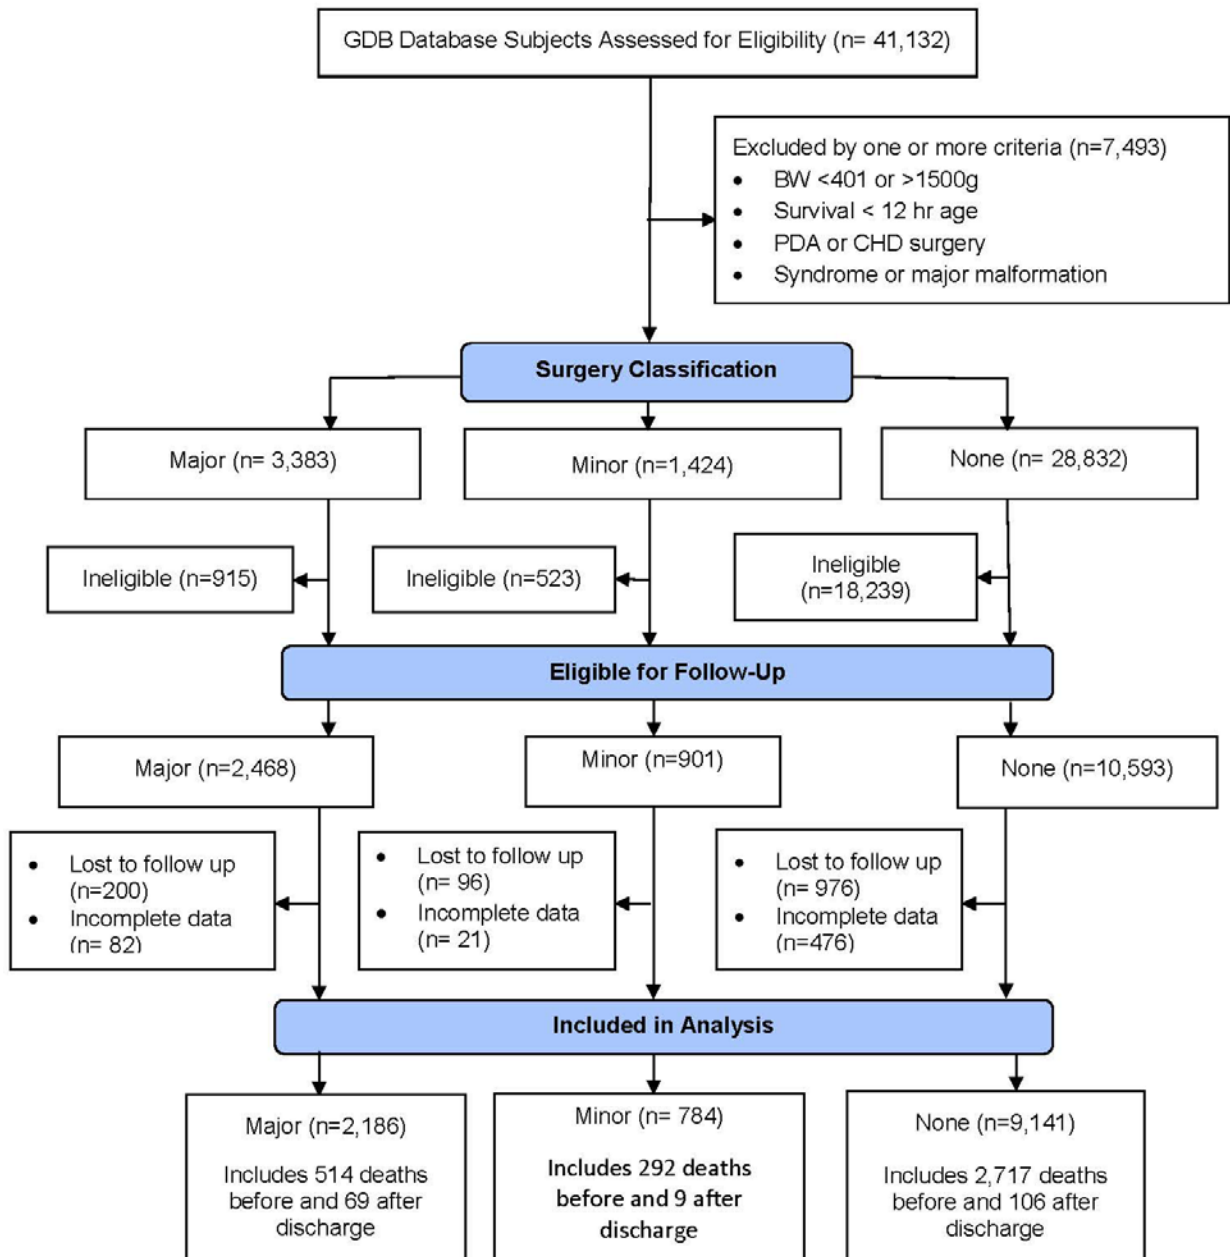 GDB Database Subjects Assessed for Eligibility (n= 41,132)
Excluded by one or more criteria (n=7,493)
• BW <401 or >1500g
• Survival < 12 hr age
• PDA or CHD surgery
• Syndrome or major malformation
Surgery Classification
Major (n= 3,383)
Minor (n=1,424)
None (n= 28,832)
Ineligible (n=915)
Ineligible (n=523)
Ineligible
(n=18,239)
Eligible for Follow-Up
Major (n=2,468)
Minor (n=901)
None (n=10,593)
• Lost to follow up
(n=200)
• Incomplete data
(n= 82)
• Lost to follow up
(n= 96)
• Incomplete data
(n= 21)
• Lost to follow up
(n= 976)
• Incomplete data
(n=476)
Included in Analysis
Major (n=2,186)
Includes 514 deaths
before and 69 after
discharge
Minor (n= 784)
Includes 292 deaths
before and 9 after
discharge
None (n=9,141)
Includes 2,717 deaths
before and 106 after
discharge